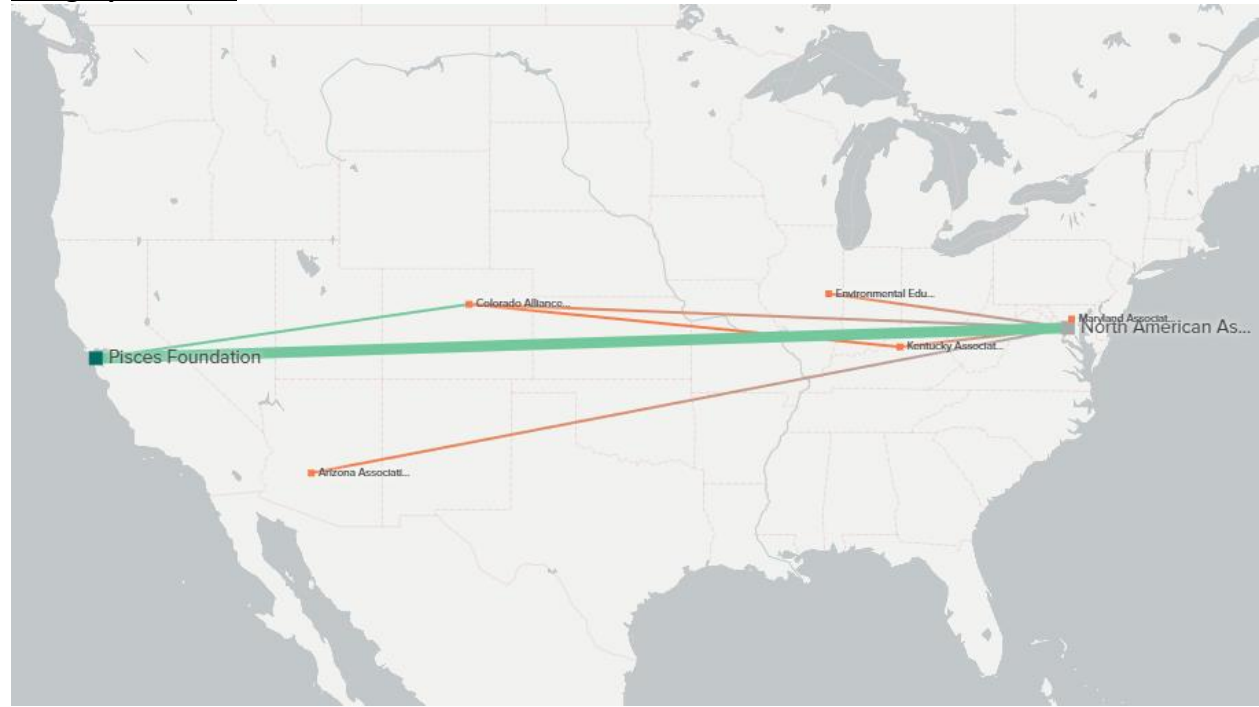 Colorado Alliance...
Environmental Edu...
Maryland Associat...
North American As...
Pisces Foundation
Kentucky Associat...
Arizona Associati...